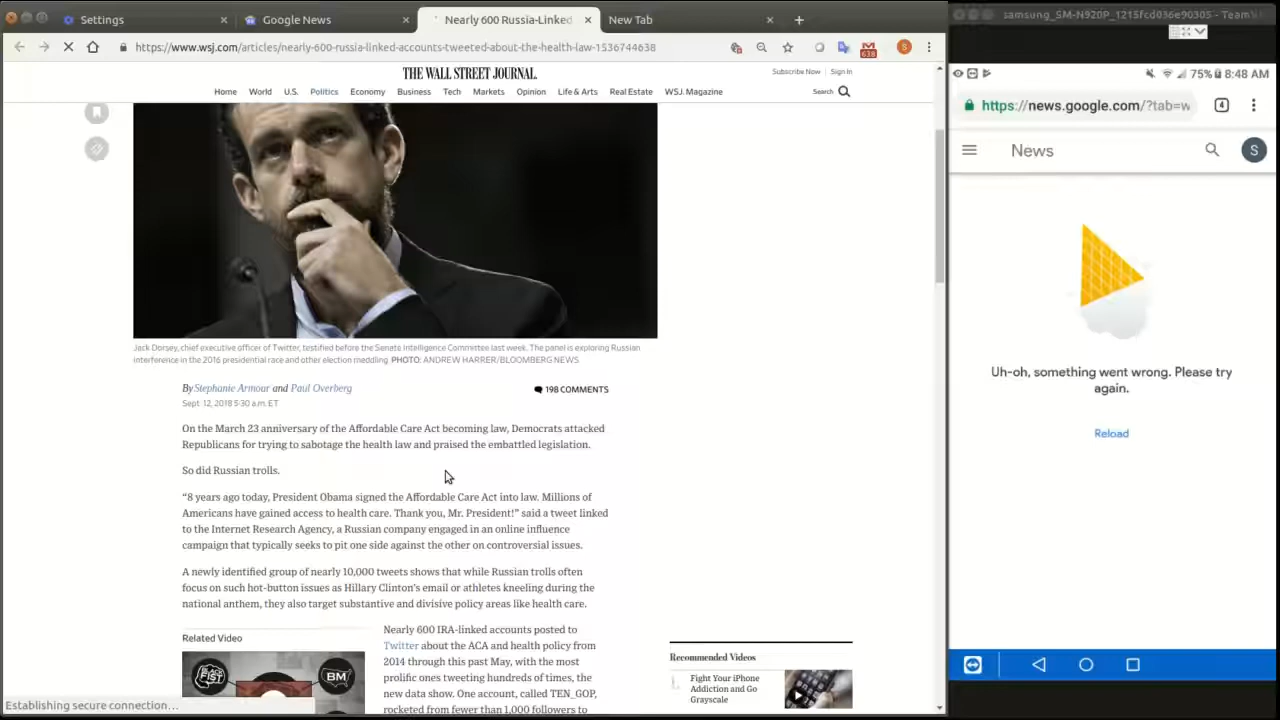 Settings
Google News
Nearly 600 Russia-Linked
New Tab
https://www.wsj.com/articles/nearly-600-russia-linked-accounts-tweeted-about-the-health-law-1536744638
638
S
THE WALL STREET JOURNAL.
Subscribe Now | Sign In
Home World U.S. Politics Economy Business Tech Markets Opinion Life & Arts Real Estate WSJ. Magazine
Search
Jack Dorsey, chief executive officer of Twitter, testified before the Senate Intelligence Committee last week. The panel is exploring Russian
interference in the 2016 presidential race and other election meddling. PHOTO: ANDREW HARRER/BLOOMBERG NEWS
By Stephanie Armour and Paul Overberg
198 COMMENTS
Sept. 12, 2018 5:30 a.m. ET
On the March 23 anniversary of the Affordable Care Act becoming law, Democrats attacked
Republicans for trying to sabotage the health law and praised the embattled legislation.
So did Russian trolls.
“8 years ago today, President Obama signed the Affordable Care Act into law. Millions of
Americans have gained access to health care. Thank you, Mr. President!” said a tweet linked
to the Internet Research Agency, a Russian company engaged in an online influence
campaign that typically seeks to pit one side against the other on controversial issues.
A newly identified group of nearly 10,000 tweets shows that while Russian trolls often
focus on such hot-button issues as Hillary Clinton’s email or athletes kneeling during the
national anthem, they also target substantive and divisive policy areas like health care.
Related Video
BM
Nearly 600 IRA-linked accounts posted to
Twitter about the ACA and health policy from
2014 through this past May, with the most
prolific ones tweeting hundreds of times, the
new data show. One account, called TEN_GOP,
rocketed from fewer than 1,000 followers to
Recommended Videos
Fight Your iPhone
Addiction and Go
Grayscale
Establishing secure connection…
samsung_SM-N920P_1215fcd036e90305 - Team
75% 8:48 AM
https://news.google.com/?tab=w
4
News
S
Uh-oh, something went wrong. Please try
again.
Reload